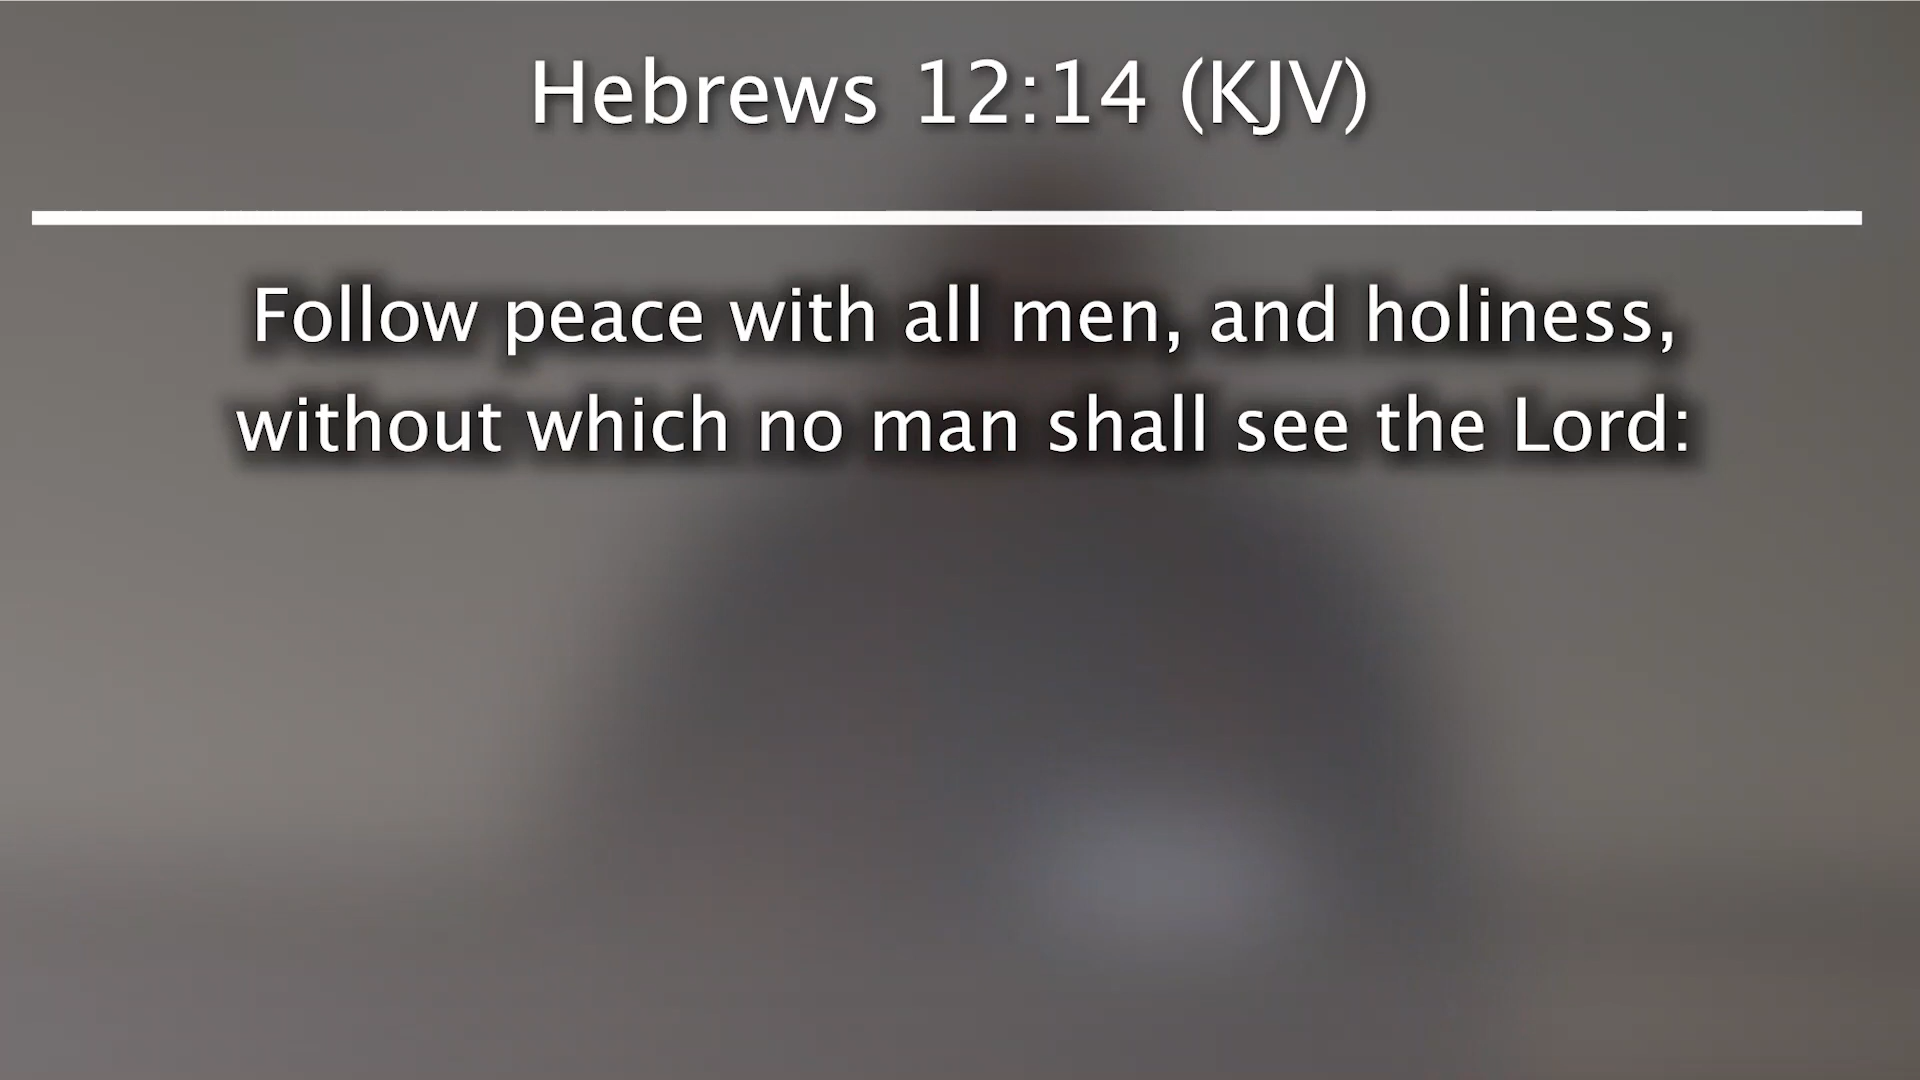 Hebrews 12:14 (KJV)
Follow peace with all men, and holiness,
without which no man shall see the Lord: